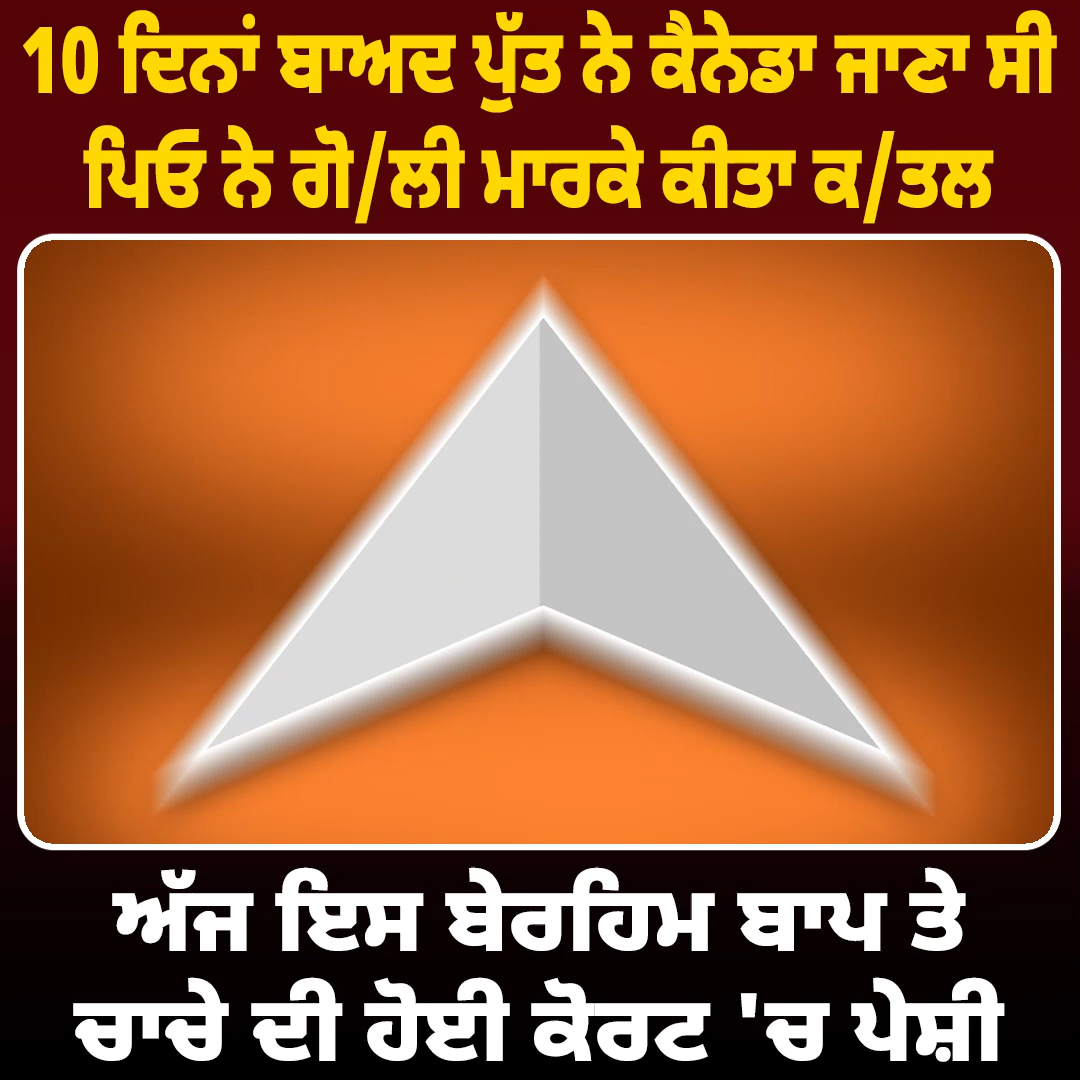 10 ਦਿਨਾਂ ਬਾਅਦ ਪੁੱਤ ਨੇ ਕੈਨੇਡਾ ਜਾਣਾ ਸੀ
ਪਿਓ ਨੇ ਗੋ/ਲੀ ਮਾਰਕੇ ਕੀਤਾ ਕ/ਤਲ
ਅੱਜ ਇਸ ਬੇਰਹਿਮ ਬਾਪ ਤੇ
ਚਾਚੇ ਦੀ ਹੋਈ ਕੋਰਟ 'ਚ ਪੇਸ਼ੀ